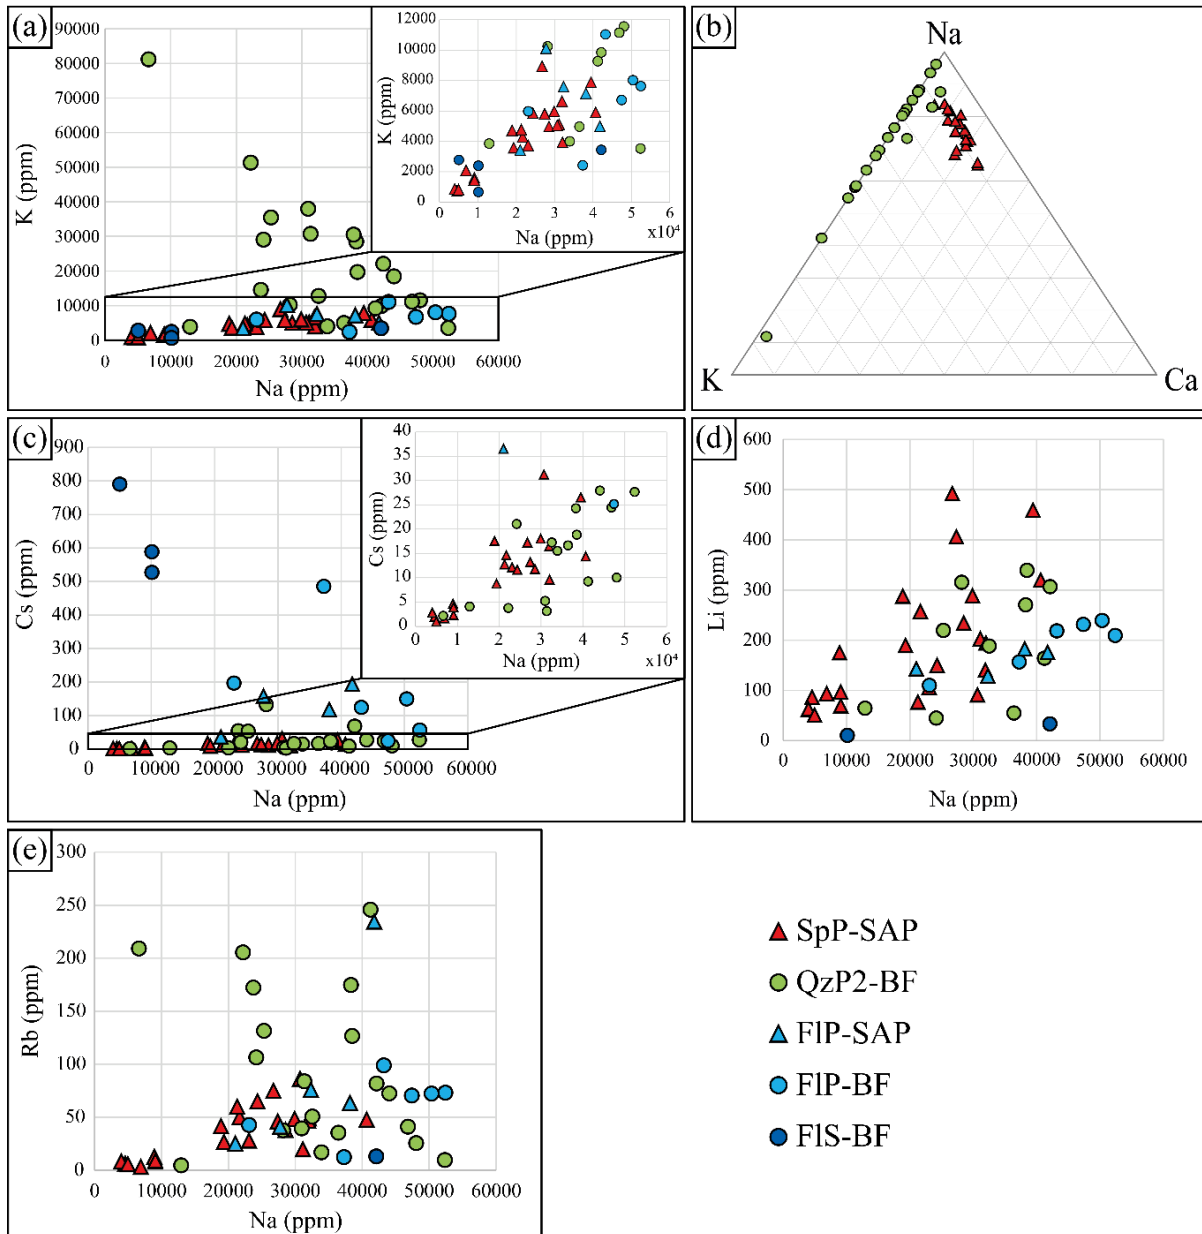 (a)
90000
80000
70000
60000
50000
40000
30000
20000
10000
0
K (ppm)
0 10000 20000 30000 40000 50000 60000
Na (ppm)
12000
10000
8000
6000
4000
2000
0
K (ppm)
0 1 2 3 4 5 6
Na (ppm) x10^4
(b)
Na
K
Ca
(c)
900
800
700
600
500
400
300
200
100
0
Cs (ppm)
0 10000 20000 30000 40000 50000 60000
Na (ppm)
40
35
30
25
20
15
10
5
0
Cs (ppm)
0 1 2 3 4 5 6
Na (ppm) x10^4
(d)
600
500
400
300
200
100
0
Li (ppm)
0 10000 20000 30000 40000 50000 60000
Na (ppm)
(e)
300
250
200
150
100
50
0
Rb (ppm)
0 10000 20000 30000 40000 50000 60000
Na (ppm)
SpP-SAP
QzP2-BF
FlP-SAP
FlP-BF
FlS-BF